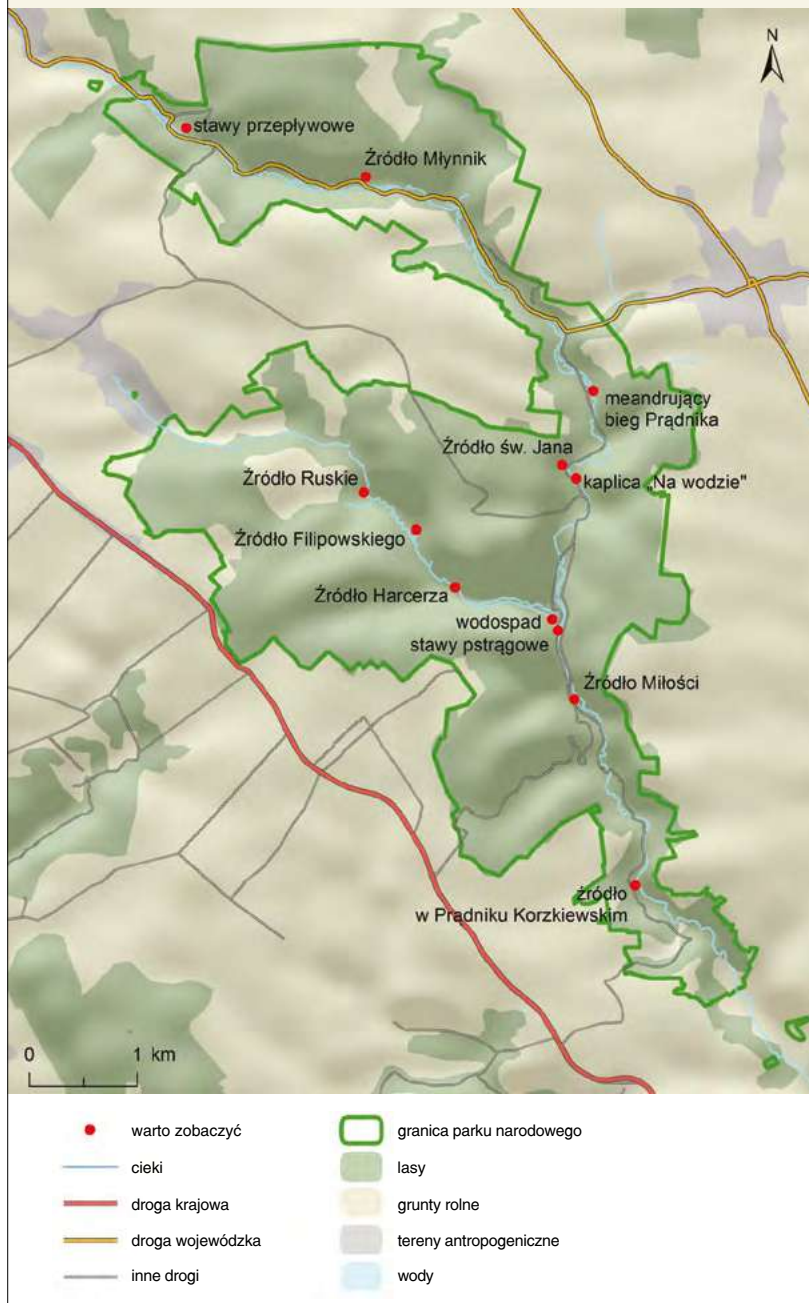 N
stawy przepływowe
Źródło Młynnik
meandrujący
bieg Prądnika
Źródło św. Jana
kaplica „Na wodzie"
Źródło Ruskie
Źródło Filipowskiego
Źródło Harcerza
wodospad
stawy pstrągowe
Źródło Miłości
źródło
w Prądniku Korzkiewskim
0 1 km
warto zobaczyć
cieki
droga krajowa
droga wojewódzka
inne drogi
granica parku narodowego
lasy
grunty rolne
tereny antropogeniczne
wody